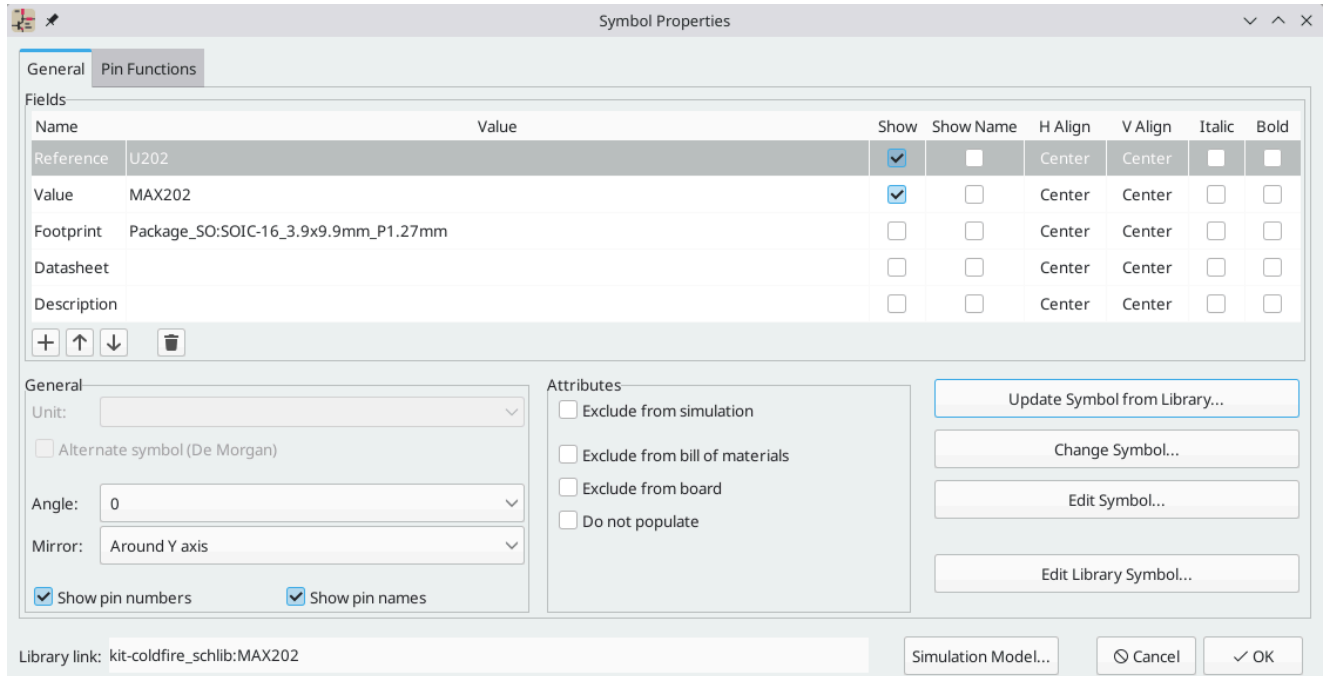 Symbol Properties
General Pin Functions
Fields
Name Value Show Show Name H Align V Align Italic Bold
Reference U202 Center Center
Value MAX202 Center Center
Footprint Package_SO:SOIC-16_3.9x9.9mm_P1.27mm Center Center
Datasheet Center Center
Description Center Center
General
Unit:
Alternate symbol (De Morgan)
Angle: 0
Mirror: Around Y axis
Show pin numbers Show pin names
Attributes
Exclude from simulation
Exclude from bill of materials
Exclude from board
Do not populate
Update Symbol from Library...
Change Symbol...
Edit Symbol...
Edit Library Symbol...
Library link: kit-coldfire_schlib:MAX202
Simulation Model... Cancel OK